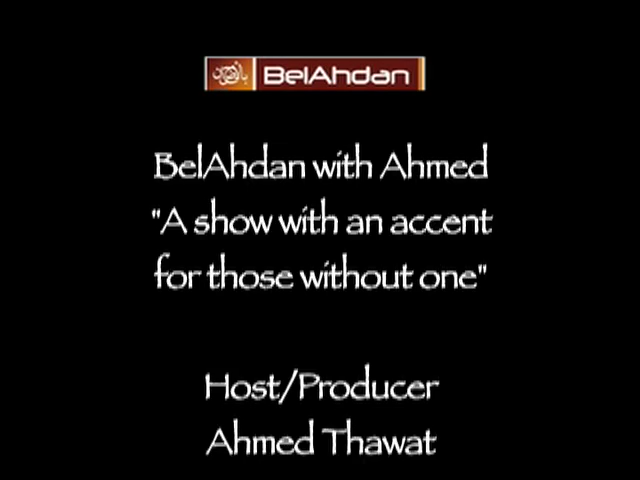 BelAhdan
BelAhdan with Ahmed
"A show with an accent
for those without one"
Host/Producer
Ahmed Thawat